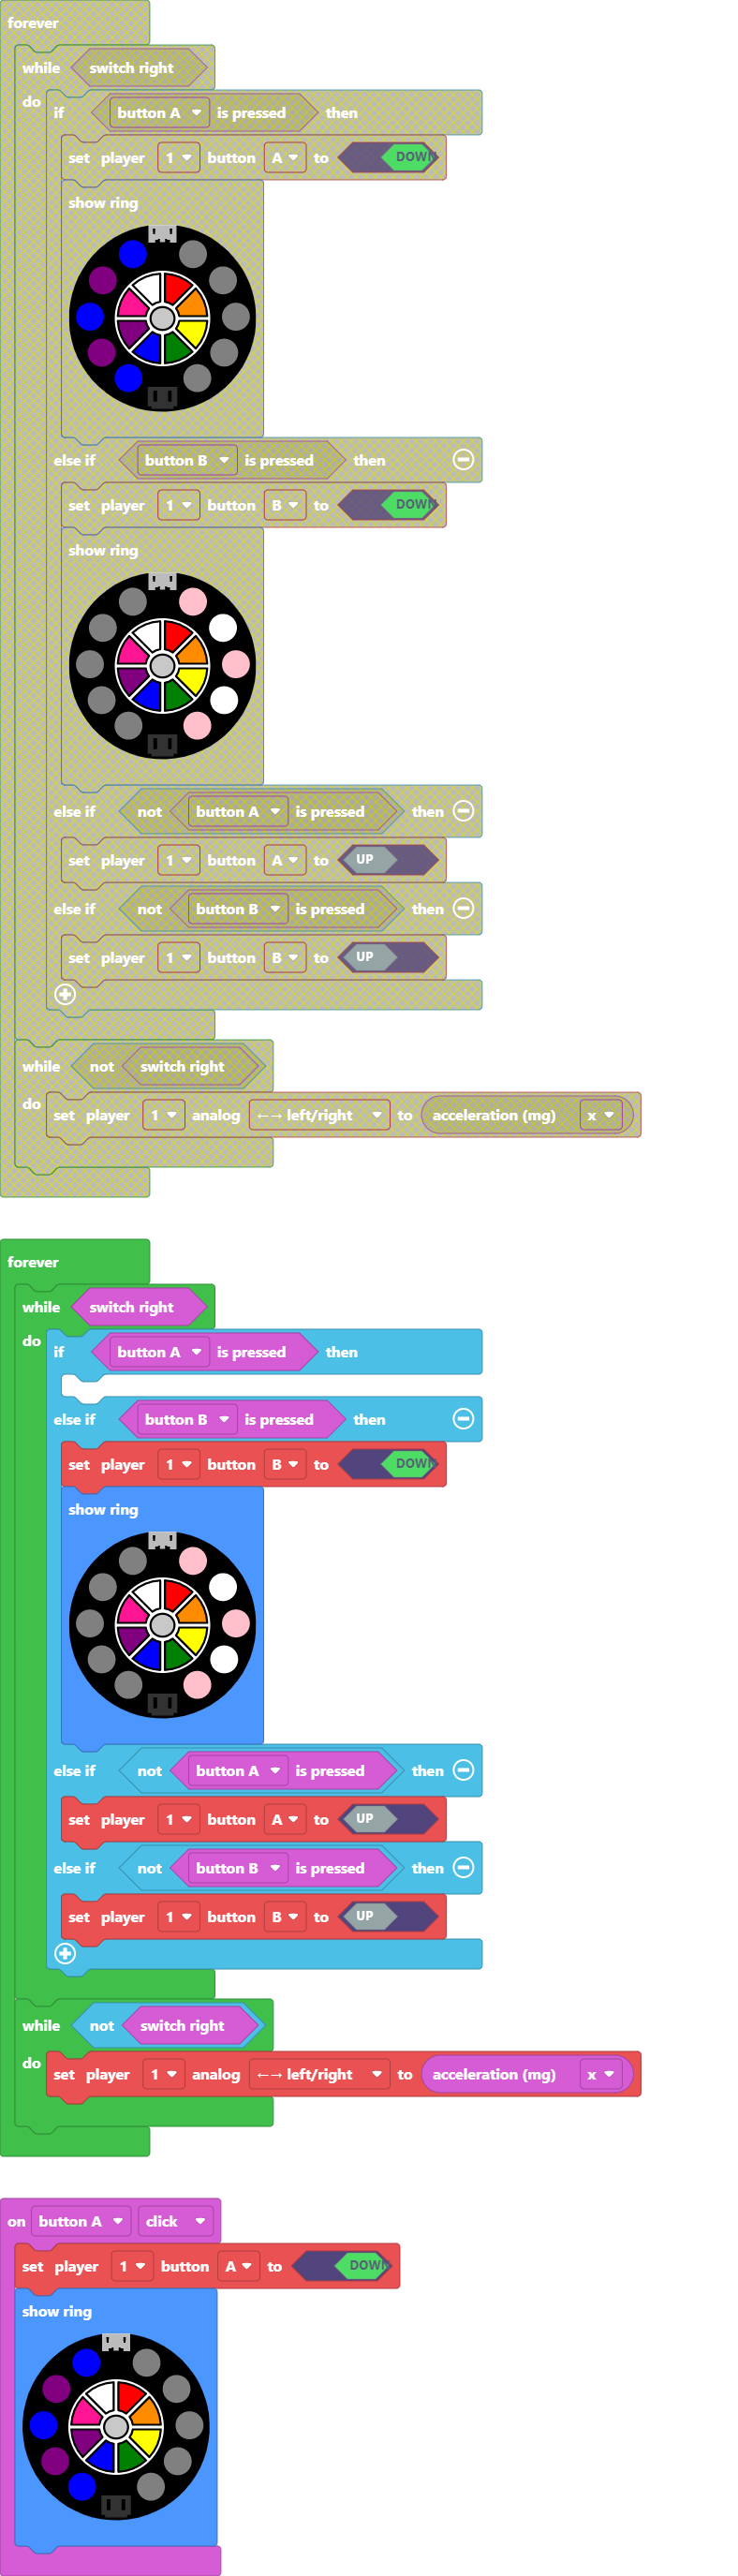 forever
while switch right
do if button A is pressed then
set player 1 button A to DOWN
show ring
else if button B is pressed then
set player 1 button B to DOWN
show ring
else if not button A is pressed then
set player 1 button A to UP
else if not button B is pressed then
set player 1 button B to UP
while not switch right
do set player 1 analog ←→ left/right to acceleration (mg) x
forever
while switch right
do if button A is pressed then
else if button B is pressed then
set player 1 button B to DOWN
show ring
else if not button A is pressed then
set player 1 button A to UP
else if not button B is pressed then
set player 1 button B to UP
while not switch right
do set player 1 analog ←→ left/right to acceleration (mg) x
on button A click
set player 1 button A to DOWN
show ring